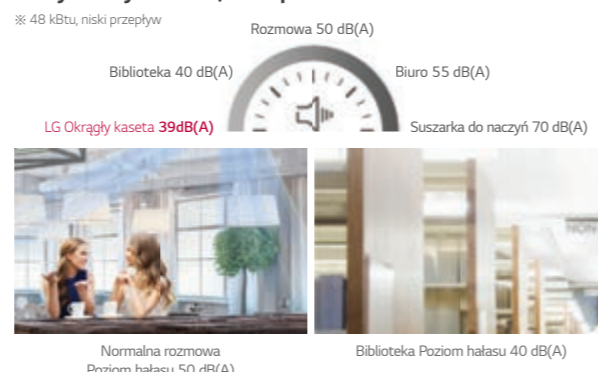 ※ 48 kBtu, niski przepływ
Rozmowa 50 dB(A)
Biblioteka 40 dB(A)
Biuro 55 dB(A)
LG Okrągły kaseta 39dB(A)
Suszarka do naczyń 70 dB(A)
Normalna rozmowa
Poziom hałasu 50 dB(A)
Biblioteka Poziom hałasu 40 dB(A)